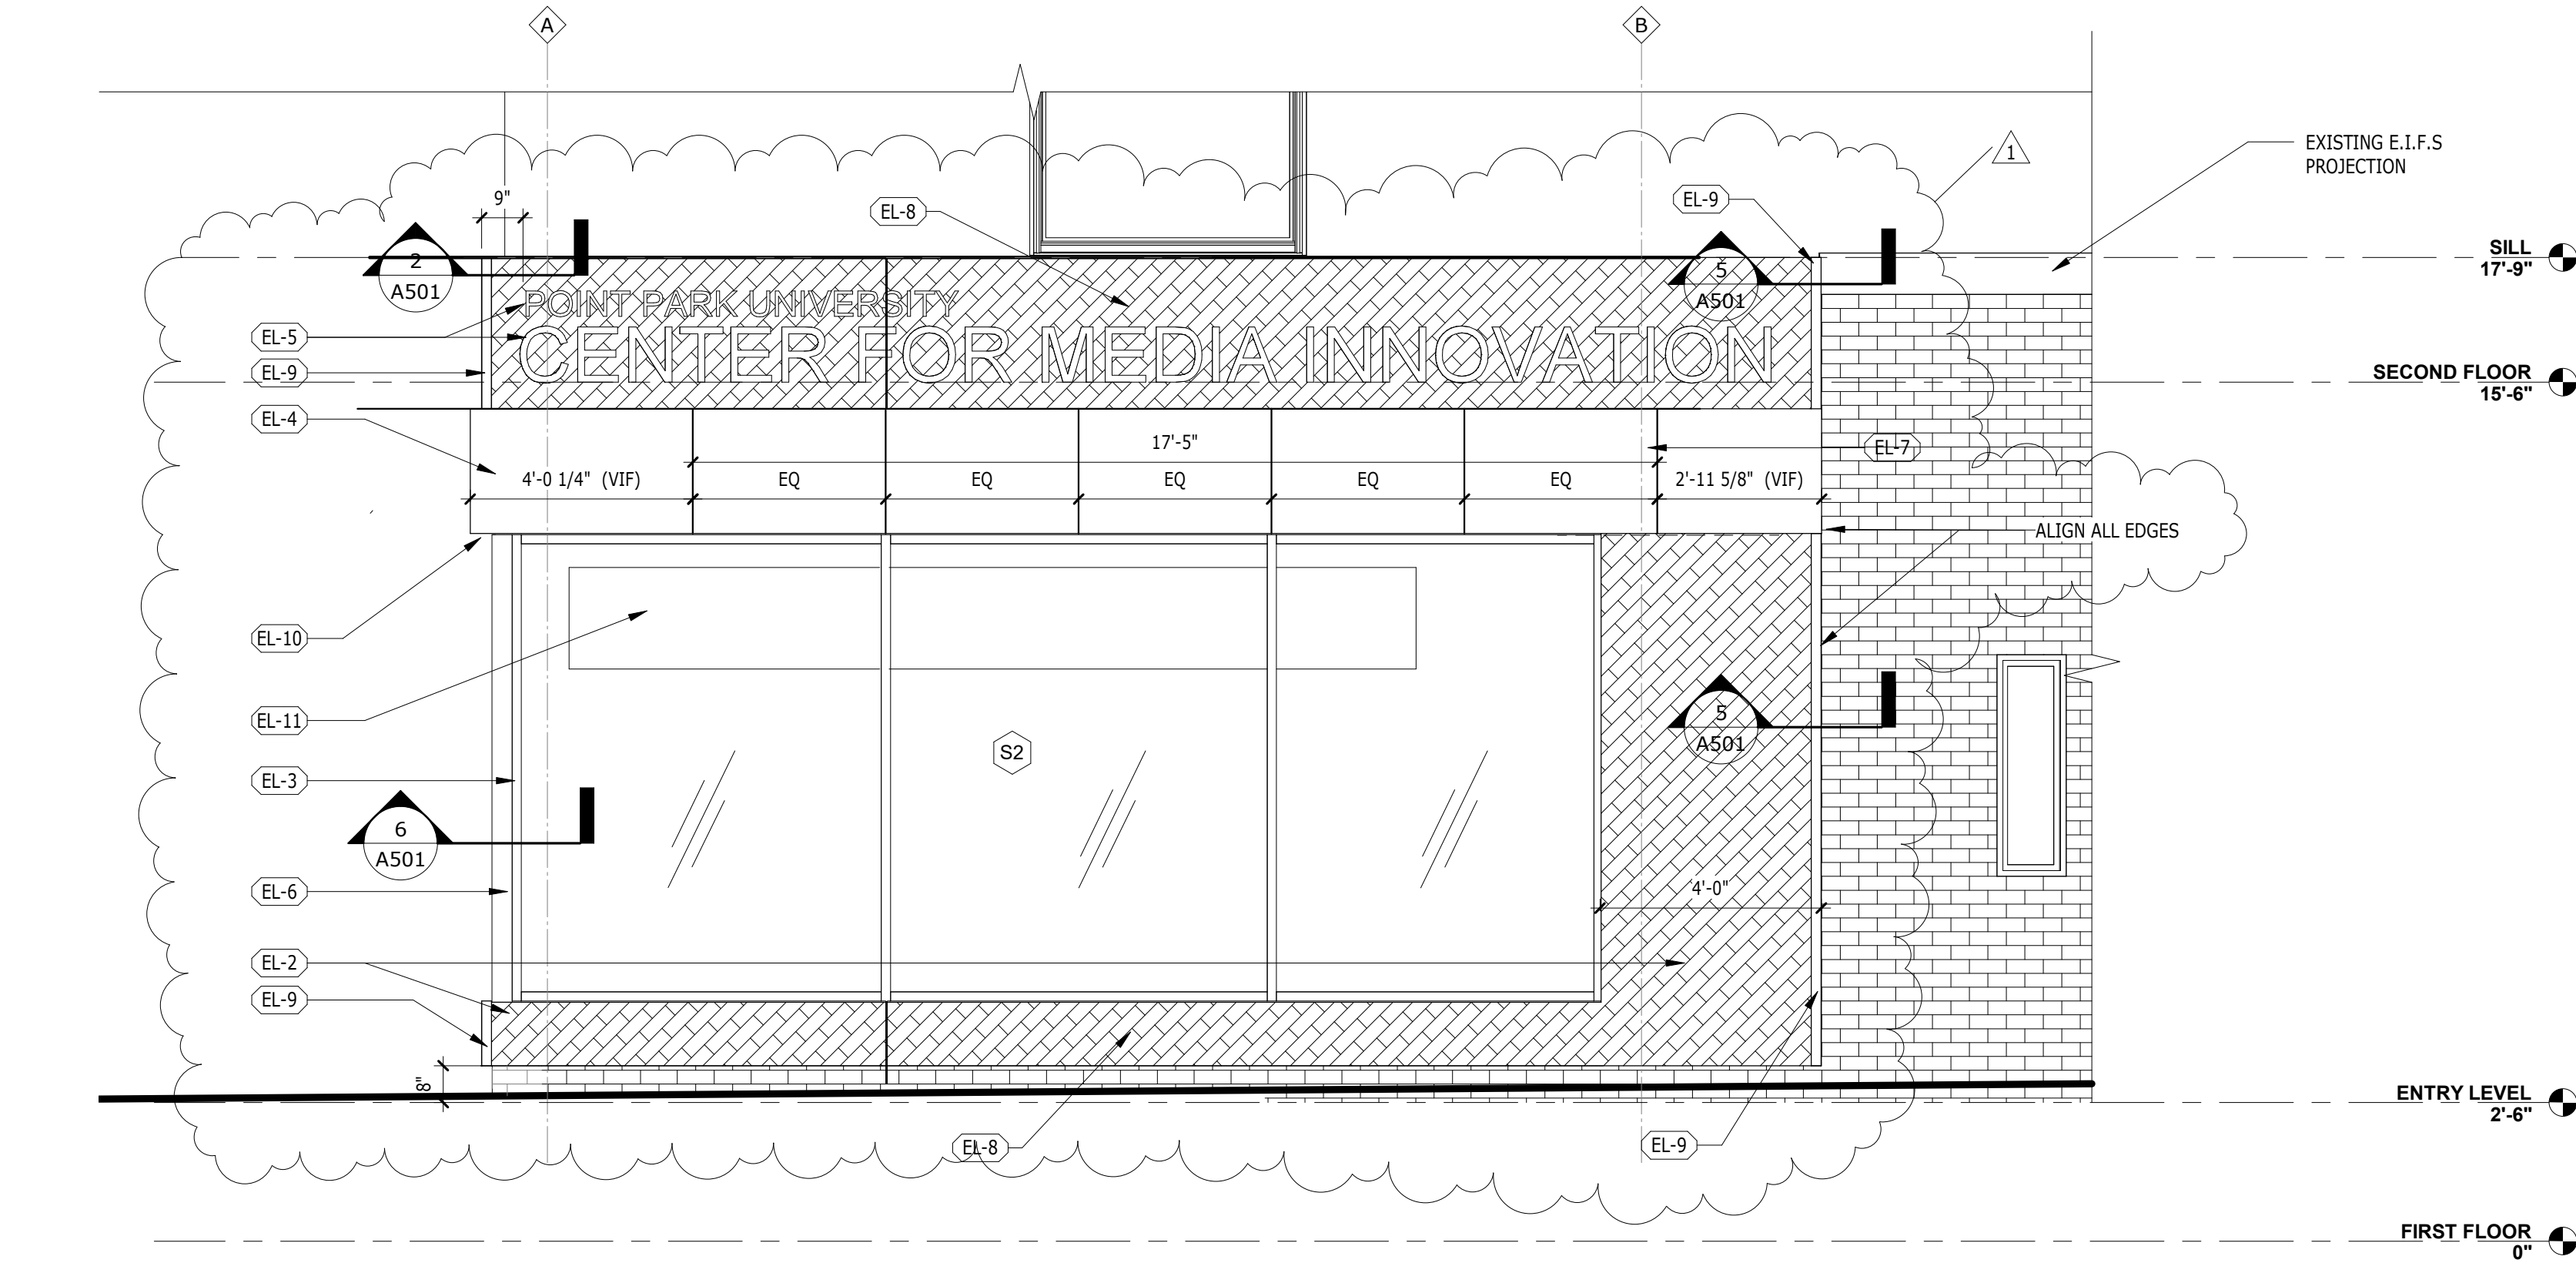 A
B
1
EXISTING E.I.F.S
PROJECTION
9"
EL-8
EL-9
2
A501
5
A501
SILL
17'-9"
POINT PARK UNIVERSITY
CENTER FOR MEDIA INNOVATION
EL-5
EL-9
SECOND FLOOR
15'-6"
EL-4
17'-5"
EL-7
4'-0 1/4" (VIF)
EQ
EQ
EQ
EQ
EQ
2'-11 5/8" (VIF)
ALIGN ALL EDGES
EL-10
EL-11
S2
5
A501
EL-3
6
A501
EL-6
4'-0"
EL-2
EL-9
8"
ENTRY LEVEL
2'-6"
EL-8
EL-9
FIRST FLOOR
0"